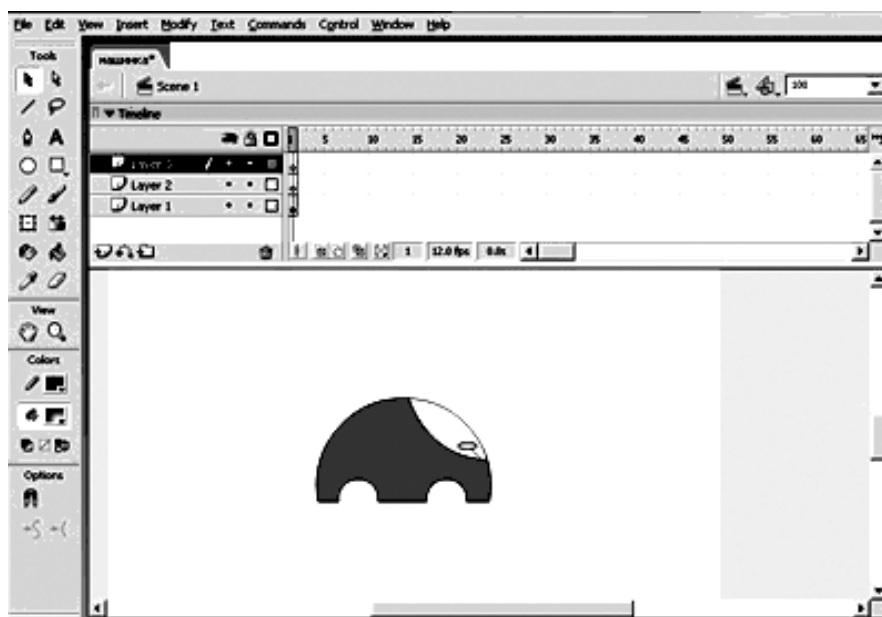 File Edit View Insert Modify Text Commands Control Window Help
Tools
машинка*
Scene 1
100
Timeline
5 10 15 20 25 30 35 40 45 50 55 60 65
Layer 3
Layer 2
Layer 1
1 12.0 fps 0.0s
View
Colors
Options